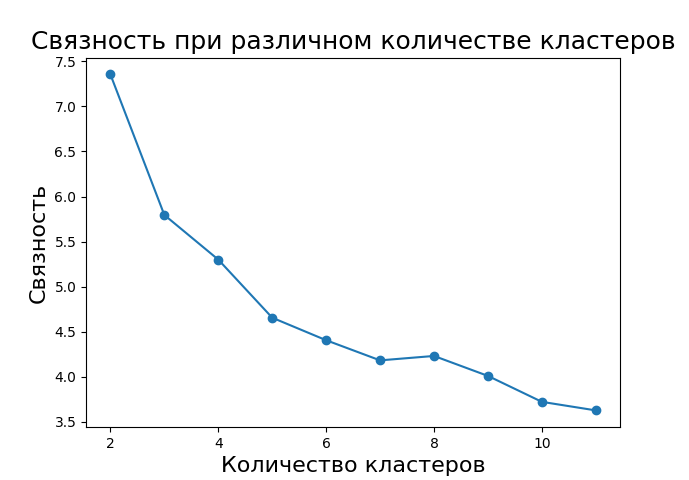 Связность при различном количестве кластеров
7.5
7.0
6.5
6.0
5.5
5.0
4.5
4.0
3.5
Связность
2 4 6 8 10
Количество кластеров